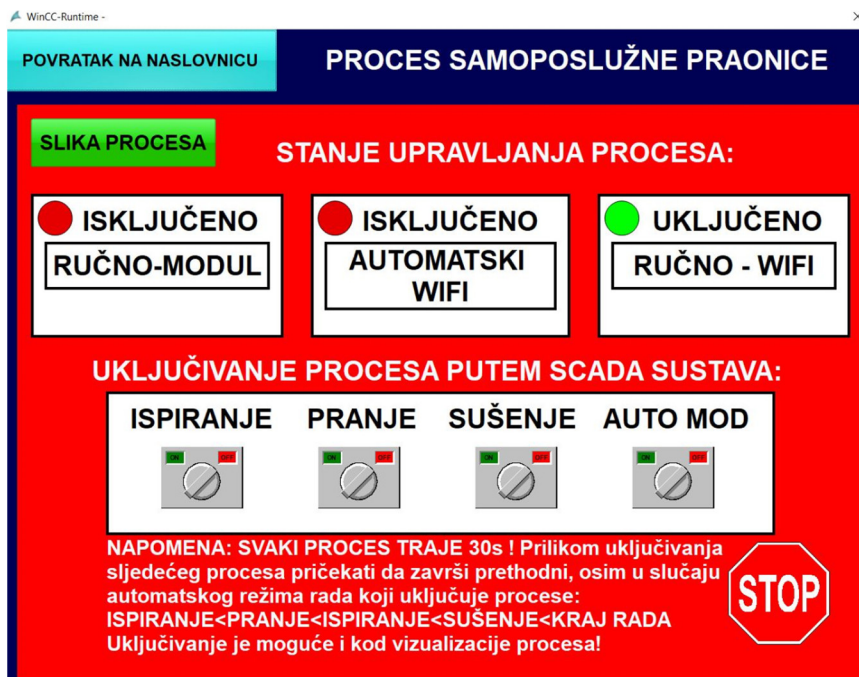 WinCC-Runtime -
POVRATAK NA NASLOVNICU
PROCES SAMOPOSLUŽNE PRAONICE
SLIKA PROCESA
STANJE UPRAVLJANJA PROCESA:
ISKLJUČENO
RUČNO-MODUL
ISKLJUČENO
AUTOMATSKI
WIFI
UKLJUČENO
RUČNO - WIFI
UKLJUČIVANJE PROCESA PUTEM SCADA SUSTAVA:
ISPIRANJE PRANJE SUŠENJE AUTO MOD
ON OFF ON OFF ON OFF ON OFF
NAPOMENA: SVAKI PROCES TRAJE 30s ! Prilikom uključivanja
sljedećeg procesa pričekati da završi prethodni, osim u slučaju
automatskog režima rada koji uključuje procese:
ISPIRANJE<PRANJE<ISPIRANJE<SUŠENJE<KRAJ RADA
Uključivanje je moguće i kod vizualizacije procesa!
STOP